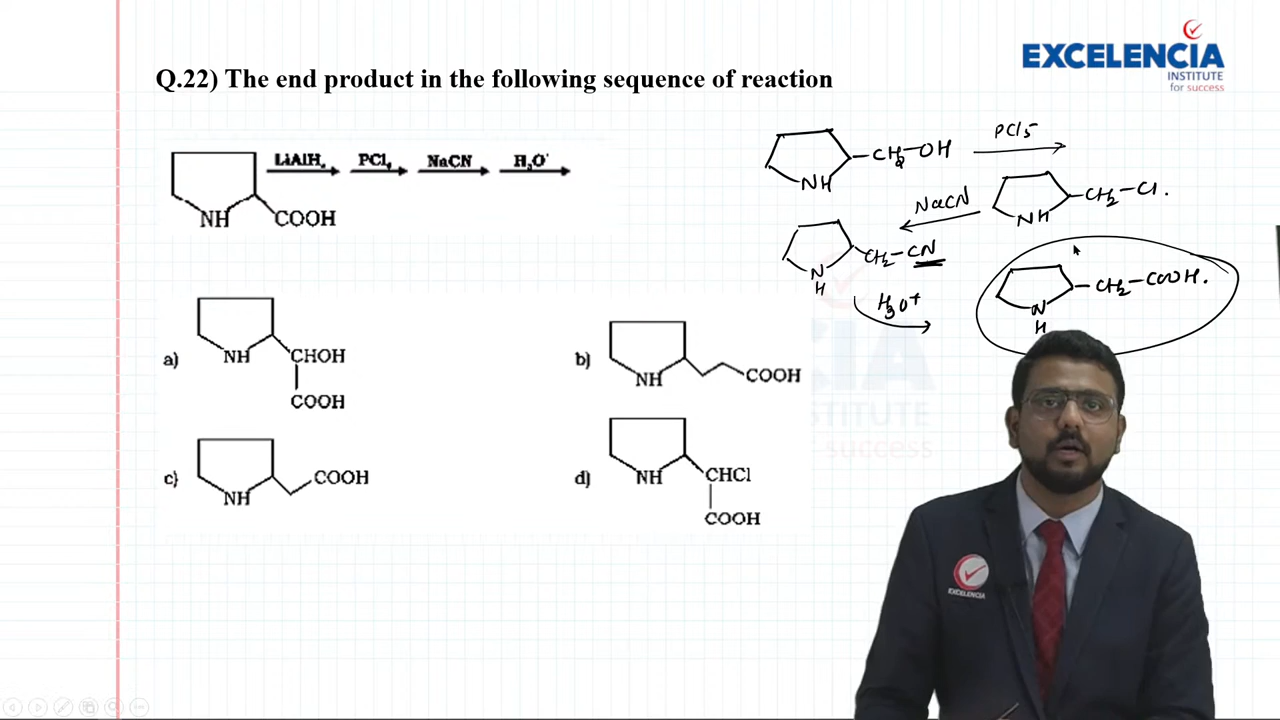 EXCELENCIA
INSTITUTE
for success
Q.22) The end product in the following sequence of reaction
LiAlH₄ PCl₅ NaCN H₃O⁺
NH COOH
a) NH CHOH
COOH
b) NH COOH
c) NH COOH
d) NH CHCl
COOH
NH CH₂-OH PCl5
NH CH₂-Cl.
NaCN
N
H
CH₂-CN
H₃O+
N
H
CH₂-COOH.
EXCELENCIA